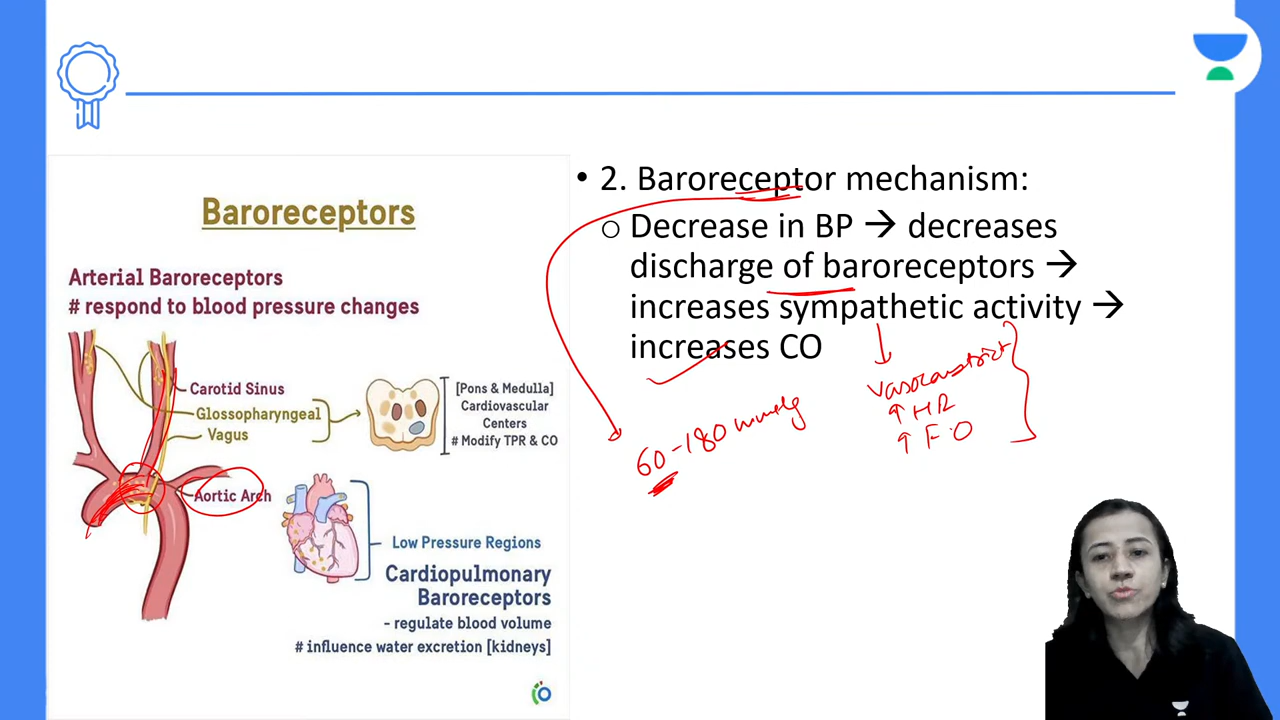 Baroreceptors
Arterial Baroreceptors
# respond to blood pressure changes
Carotid Sinus
Glossopharyngeal
Vagus
[Pons & Medulla]
Cardiovascular
Centers
# Modify TPR & CO
Aortic Arch
Low Pressure Regions
Cardiopulmonary
Baroreceptors
- regulate blood volume
# influence water excretion [kidneys]
• 2. Baroreceptor mechanism:
o Decrease in BP → decreases
discharge of baroreceptors →
increases sympathetic activity →
increases CO
60-180 mmHg
vasoconstrict
↑ HR
↑ F.O